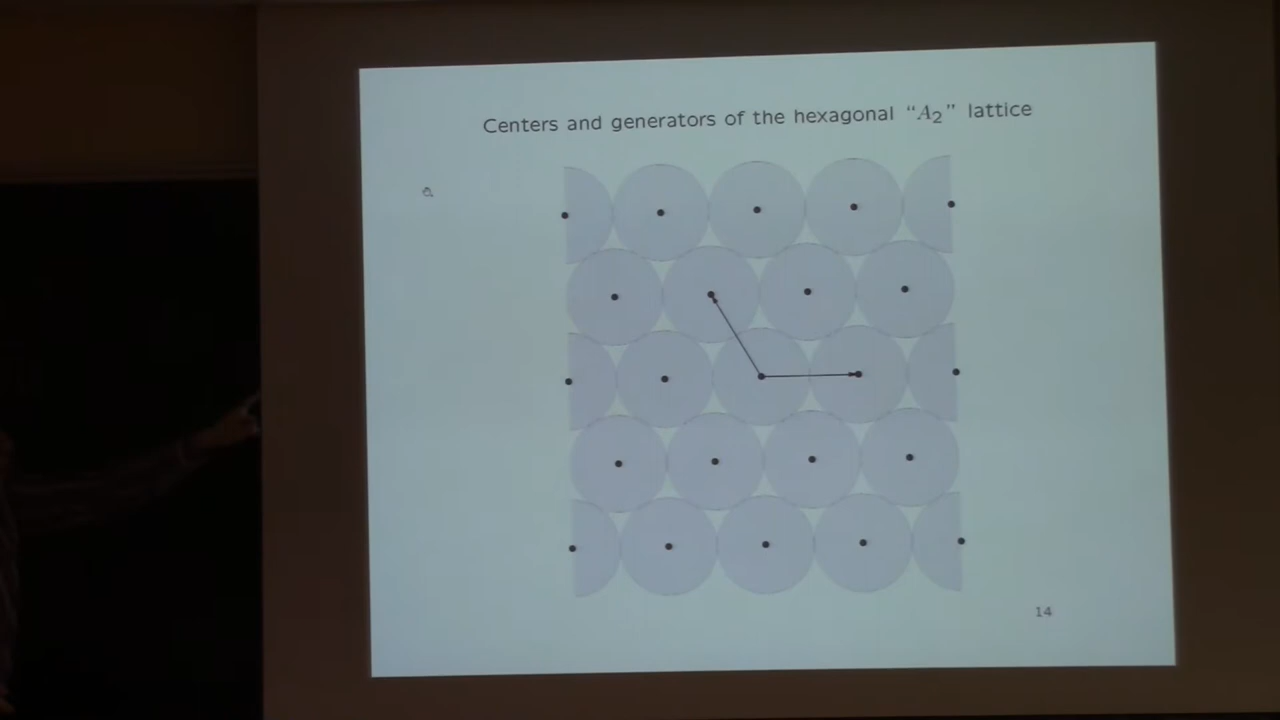 Centers and generators of the hexagonal “A₂” lattice
14